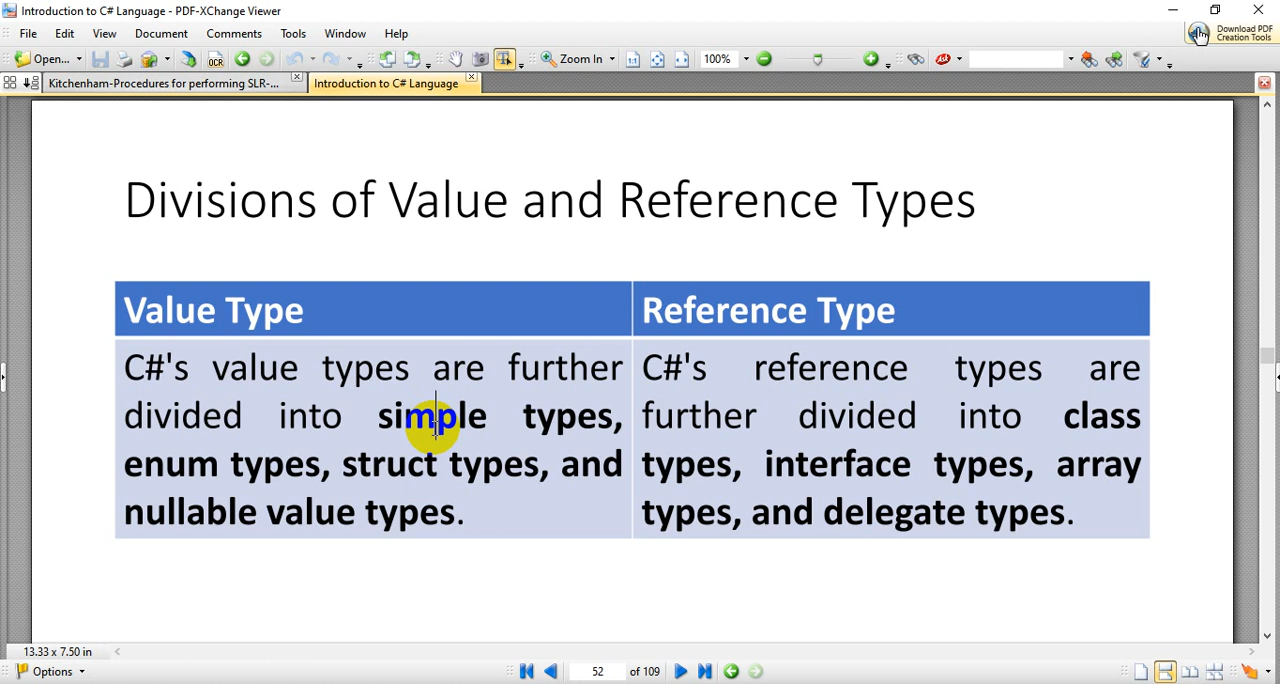 Introduction to C# Language - PDF-XChange Viewer
File Edit View Document Comments Tools Window Help
Download PDF
Creation Tools
Open... OCR Zoom In 100%
Kitchenham-Procedures for performing SLR-... Introduction to C# Language
Divisions of Value and Reference Types
Value Type Reference Type
C#'s value types are further C#'s reference types are
divided into simple types, further divided into class
enum types, struct types, and types, interface types, array
nullable value types. types, and delegate types.
13.33 x 7.50 in
Options 52 of 109